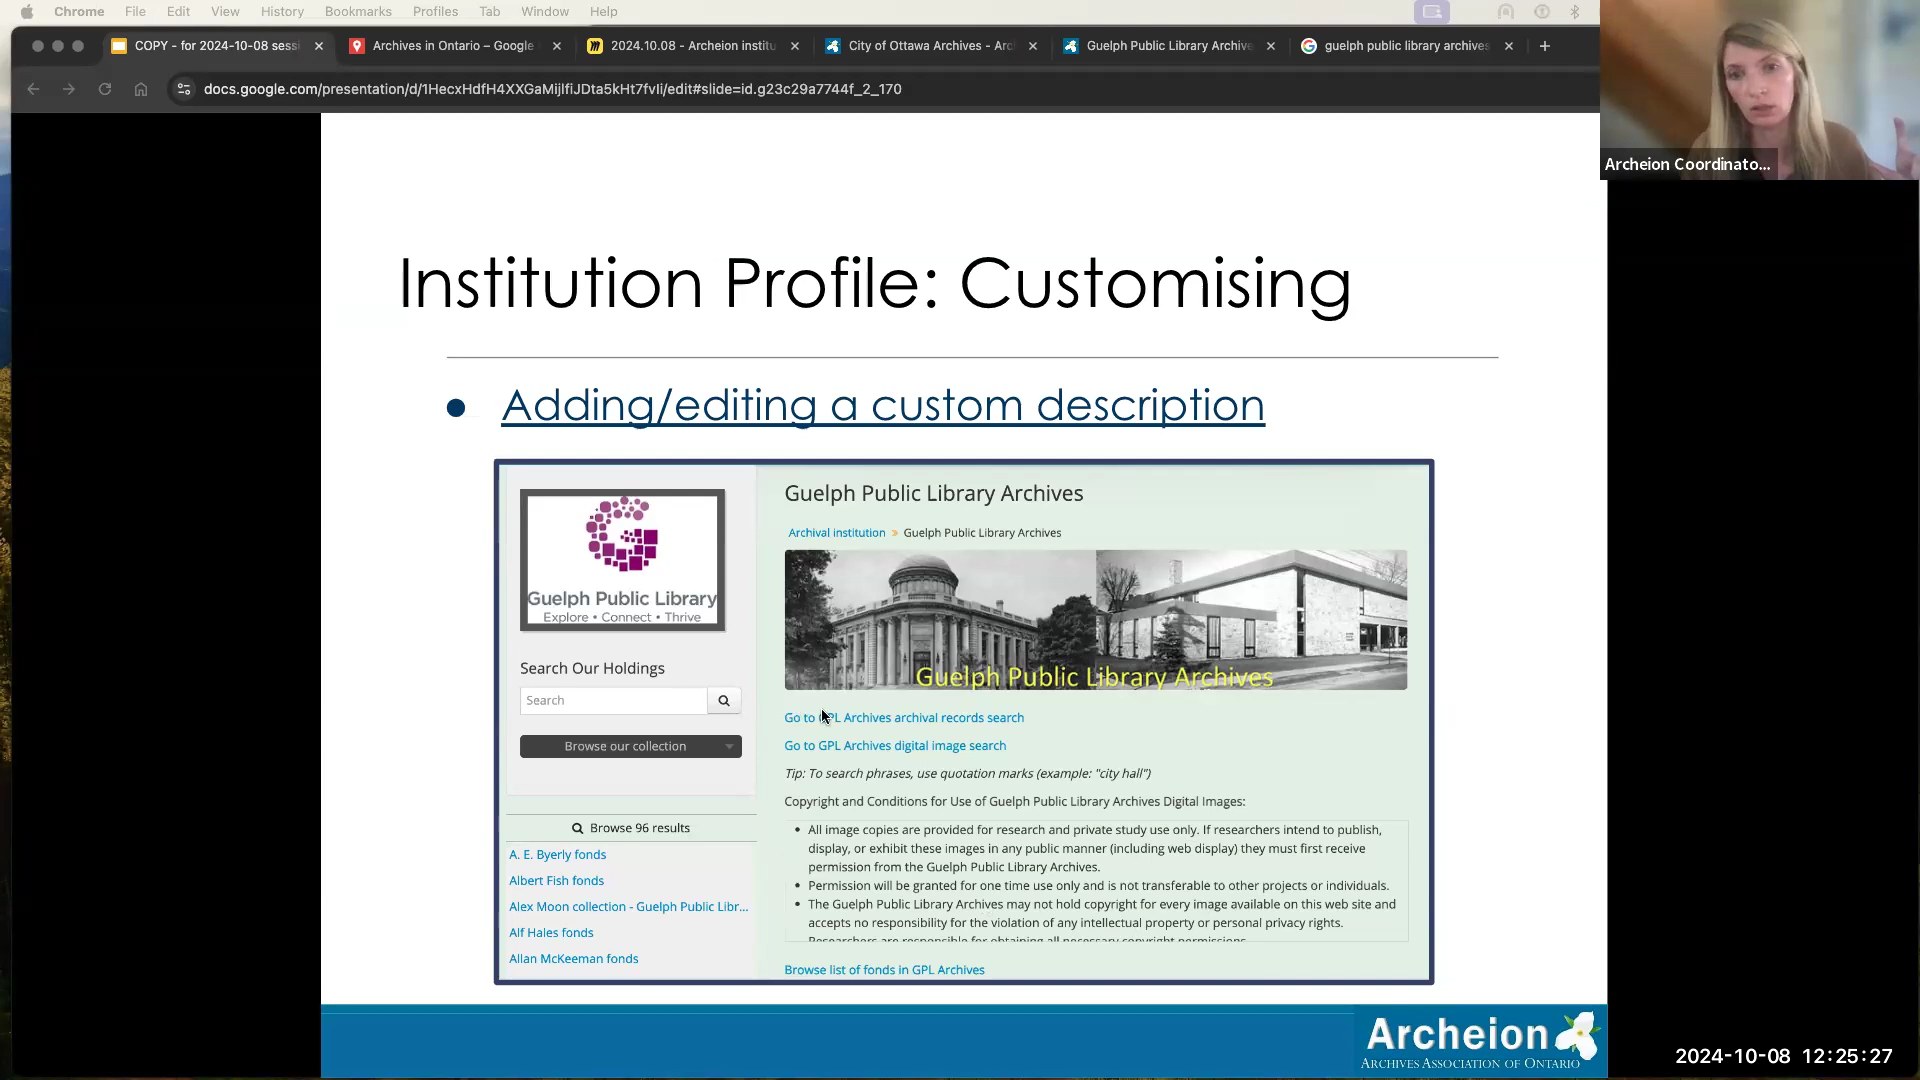 Chrome File Edit View History Bookmarks Profiles Tab Window Help
COPY - for 2024-10-08 sessi
Archives in Ontario – Google
2024.10.08 - Archeion institu
City of Ottawa Archives - Arc
Guelph Public Library Archive
guelph public library archives
docs.google.com/presentation/d/1HecxHdfH4XXGaMijlfiJDta5kHt7fvIi/edit#slide=id.g23c29a7744f_2_170
Archeion Coordinato...
Institution Profile: Customising
● Adding/editing a custom description
Guelph Public Library
Explore • Connect • Thrive
Search Our Holdings
Search
Browse our collection
Browse 96 results
A. E. Byerly fonds
Albert Fish fonds
Alex Moon collection - Guelph Public Libr...
Alf Hales fonds
Allan McKeeman fonds
Guelph Public Library Archives
Archival institution » Guelph Public Library Archives
Guelph Public Library Archives
Go to GPL Archives archival records search
Go to GPL Archives digital image search
Tip: To search phrases, use quotation marks (example: "city hall")
Copyright and Conditions for Use of Guelph Public Library Archives Digital Images:
• All image copies are provided for research and private study use only. If researchers intend to publish,
display, or exhibit these images in any public manner (including web display) they must first receive
permission from the Guelph Public Library Archives.
• Permission will be granted for one time use only and is not transferable to other projects or individuals.
• The Guelph Public Library Archives may not hold copyright for every image available on this web site and
accepts no responsibility for the violation of any intellectual property or personal privacy rights.
Researchers are responsible for obtaining all necessary copyright permissions.
Browse list of fonds in GPL Archives
Archeion
ARCHIVES ASSOCIATION OF ONTARIO
2024-10-08 12:25:27